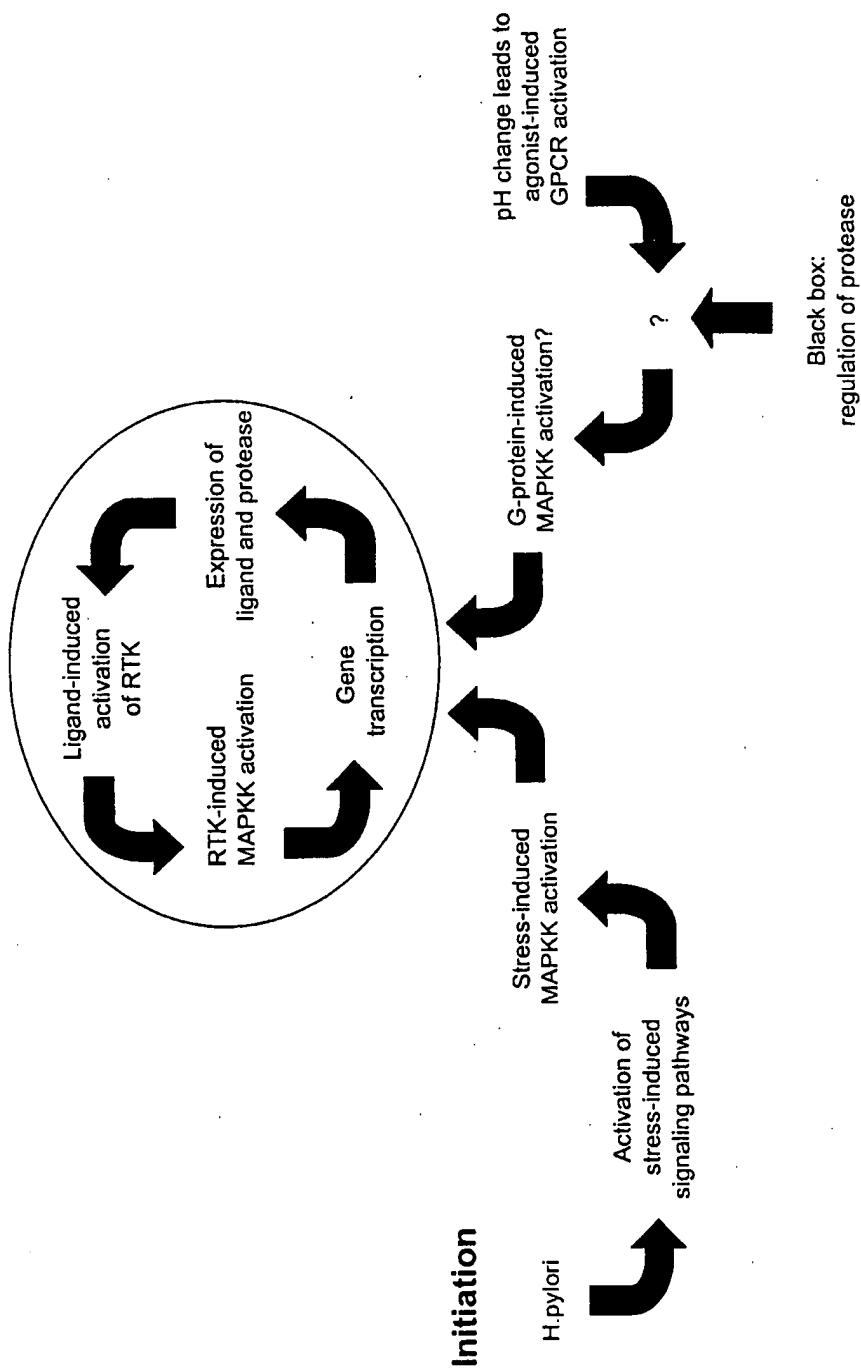 Initiation
H.pylori
Activation of
stress-induced
signaling pathways
Stress-induced
MAPKK activation
Ligand-induced
activation
of RTK
RTK-induced
MAPKK activation
Gene
transcription
Expression of
ligand and protease
G-protein-induced
MAPKK activation?
?
pH change leads to
agonist-induced
GPCR activation
Black box:
regulation of protease